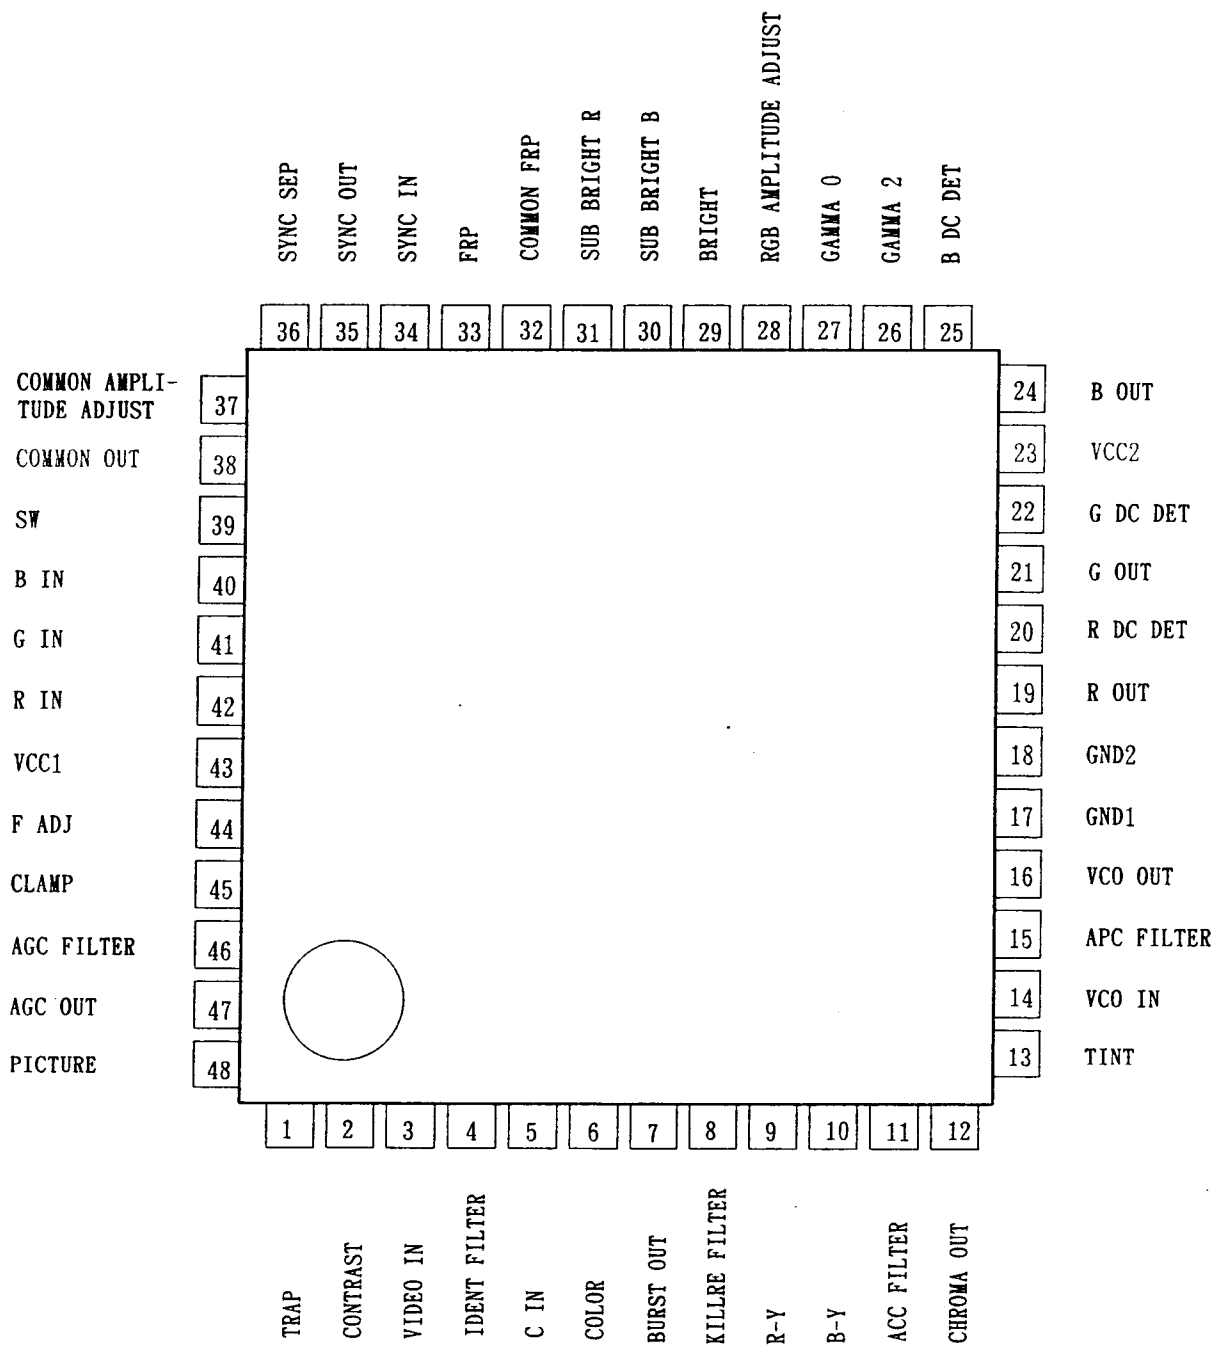 SYNC SEP
SYNC OUT
SYNC IN
FRP
COMMON FRP
SUB BRIGHT R
SUB BRIGHT B
BRIGHT
RGB AMPLITUDE ADJUST
GAMMA 0
GAMMA 2
B DC DET
36 35 34 33 32 31 30 29 28 27 26 25
COMMON AMPLI-
TUDE ADJUST
37
COMMON OUT 38
SW 39
B IN 40
G IN 41
R IN 42
VCC1 43
F ADJ 44
CLAMP 45
AGC FILTER 46
AGC OUT 47
PICTURE 48
24 B OUT
23 VCC2
22 G DC DET
21 G OUT
20 R DC DET
19 R OUT
18 GND2
17 GND1
16 VCO OUT
15 APC FILTER
14 VCO IN
13 TINT
1 2 3 4 5 6 7 8 9 10 11 12
TRAP
CONTRAST
VIDEO IN
IDENT FILTER
C IN
COLOR
BURST OUT
KILLRE FILTER
R-Y
B-Y
ACC FILTER
CHROMA OUT